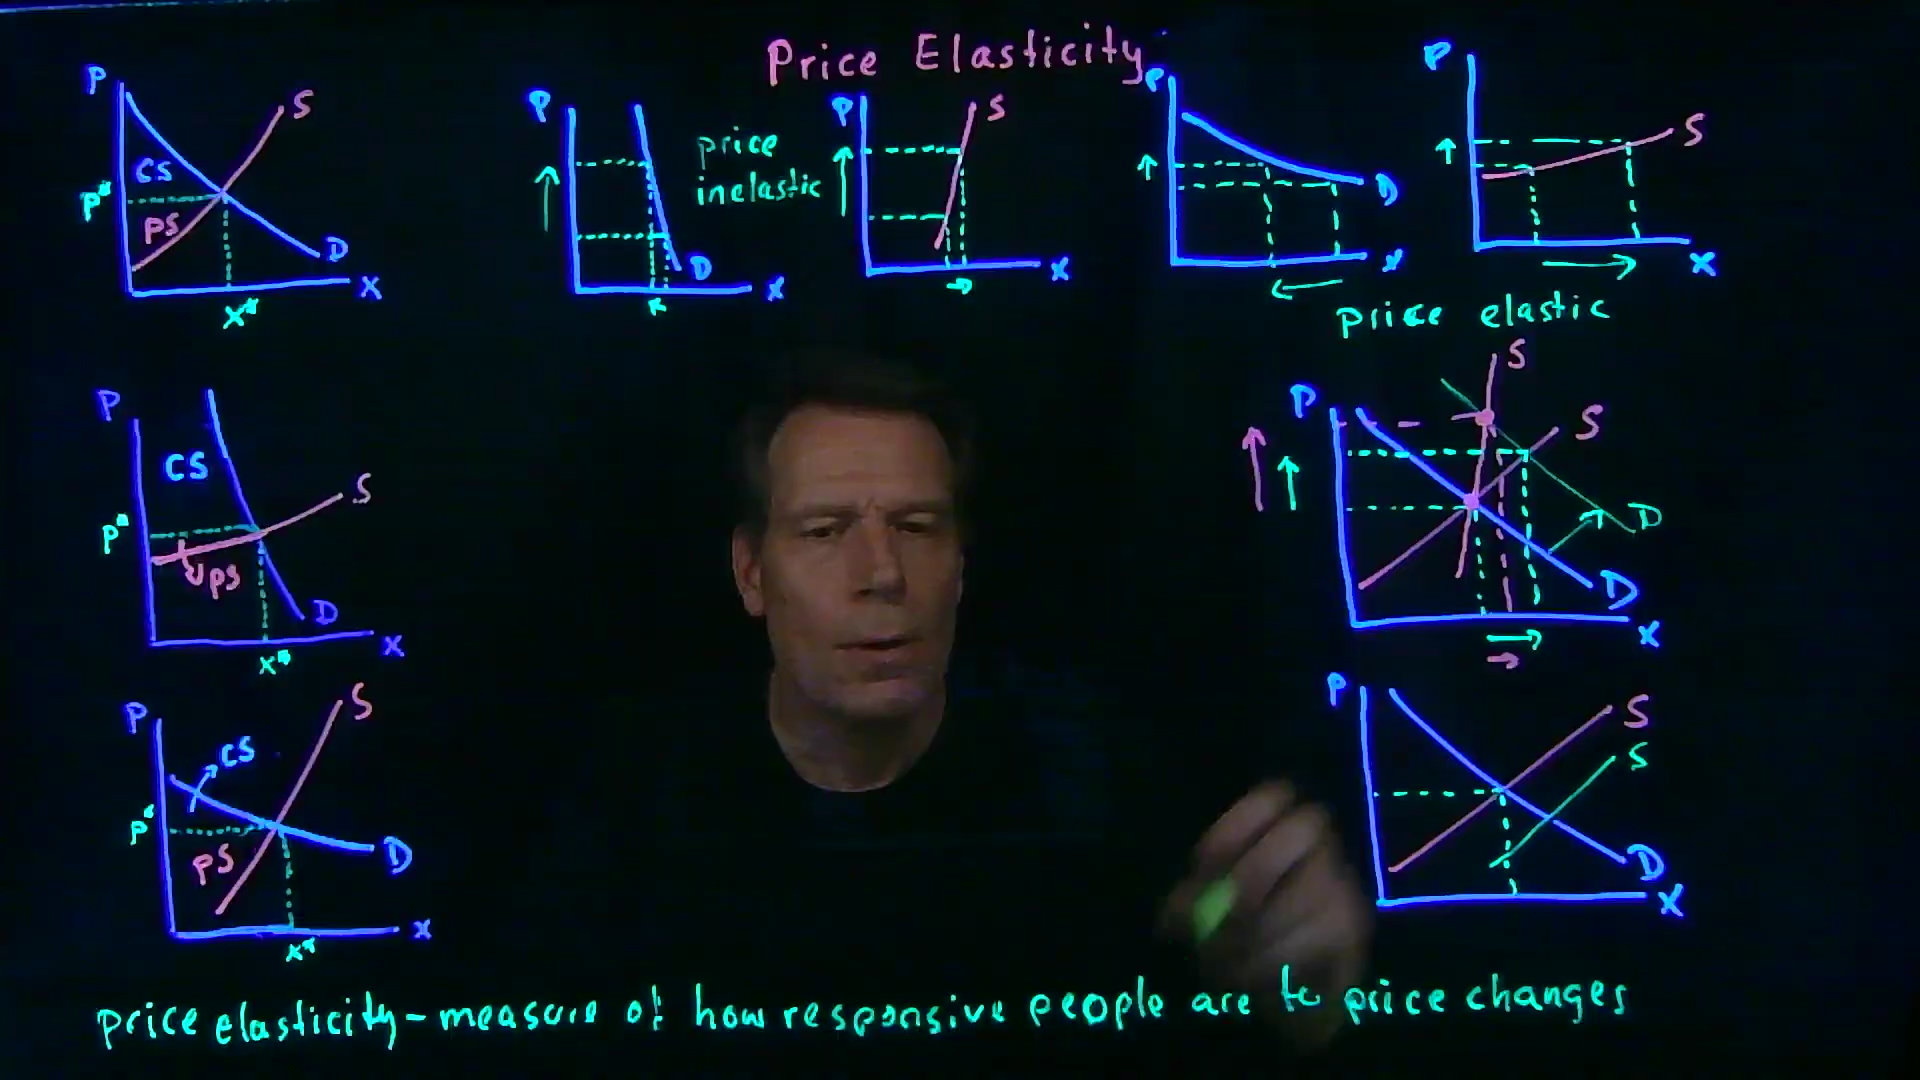 Price Elasticity
P
S
CS
P*
PS
D
X
X*
P
price
inelastic
D
X
P
S
X
P
D
X
P
S
X
price elastic
P
CS
S
P*
PS
D
X
X*
S
P
S
D
D
X
P
S
CS
P*
PS
D
X
X*
P
S
S
D
X
price elasticity - measure of how responsive people are to price changes